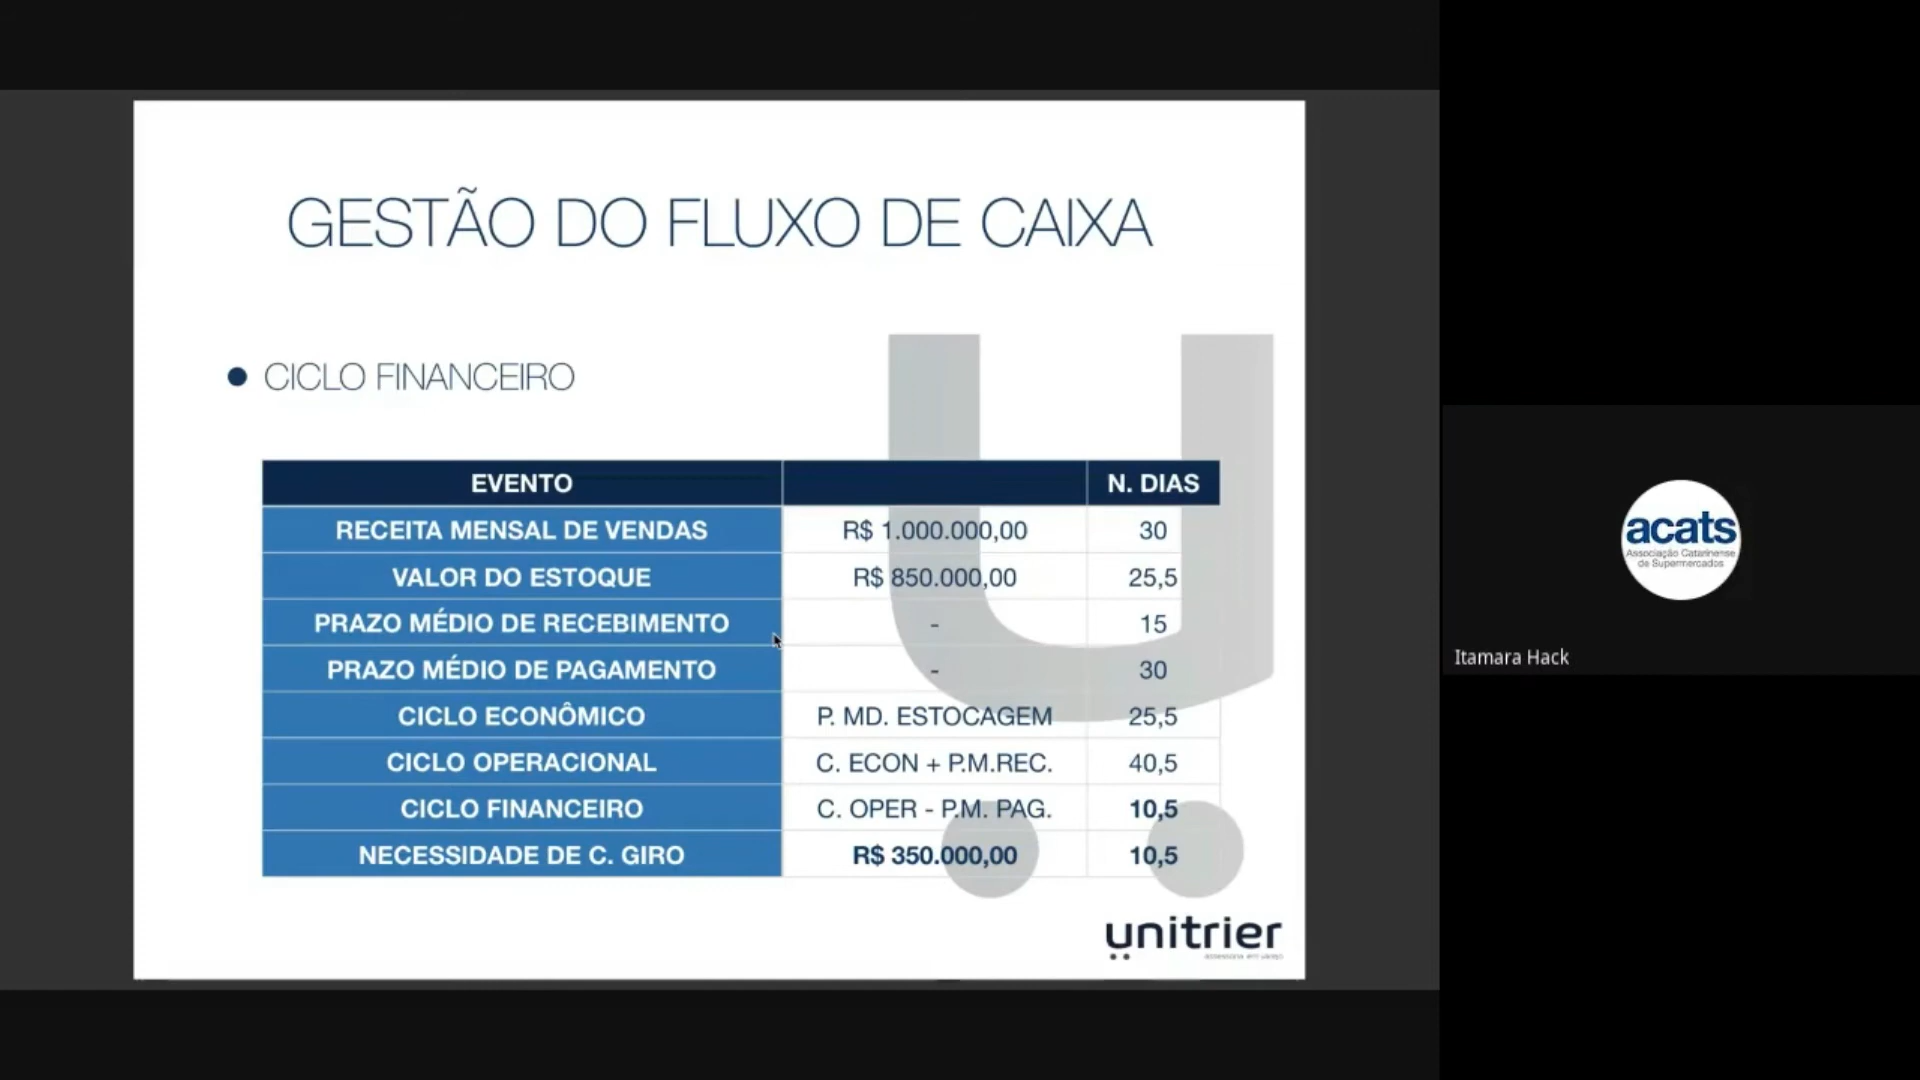 GESTÃO DO FLUXO DE CAIXA
CICLO FINANCEIRO
EVENTO N. DIAS
RECEITA MENSAL DE VENDAS R$ 1.000.000,00 30
VALOR DO ESTOQUE R$ 850.000,00 25,5
PRAZO MÉDIO DE RECEBIMENTO - 15
PRAZO MÉDIO DE PAGAMENTO - 30
CICLO ECONÔMICO P. MD. ESTOCAGEM 25,5
CICLO OPERACIONAL C. ECON + P.M.REC. 40,5
CICLO FINANCEIRO C. OPER - P.M. PAG. 10,5
NECESSIDADE DE C. GIRO R$ 350.000,00 10,5
unitrier
assessoria em varejo
acats
Associação Catarinense
de Supermercados
Itamara Hack